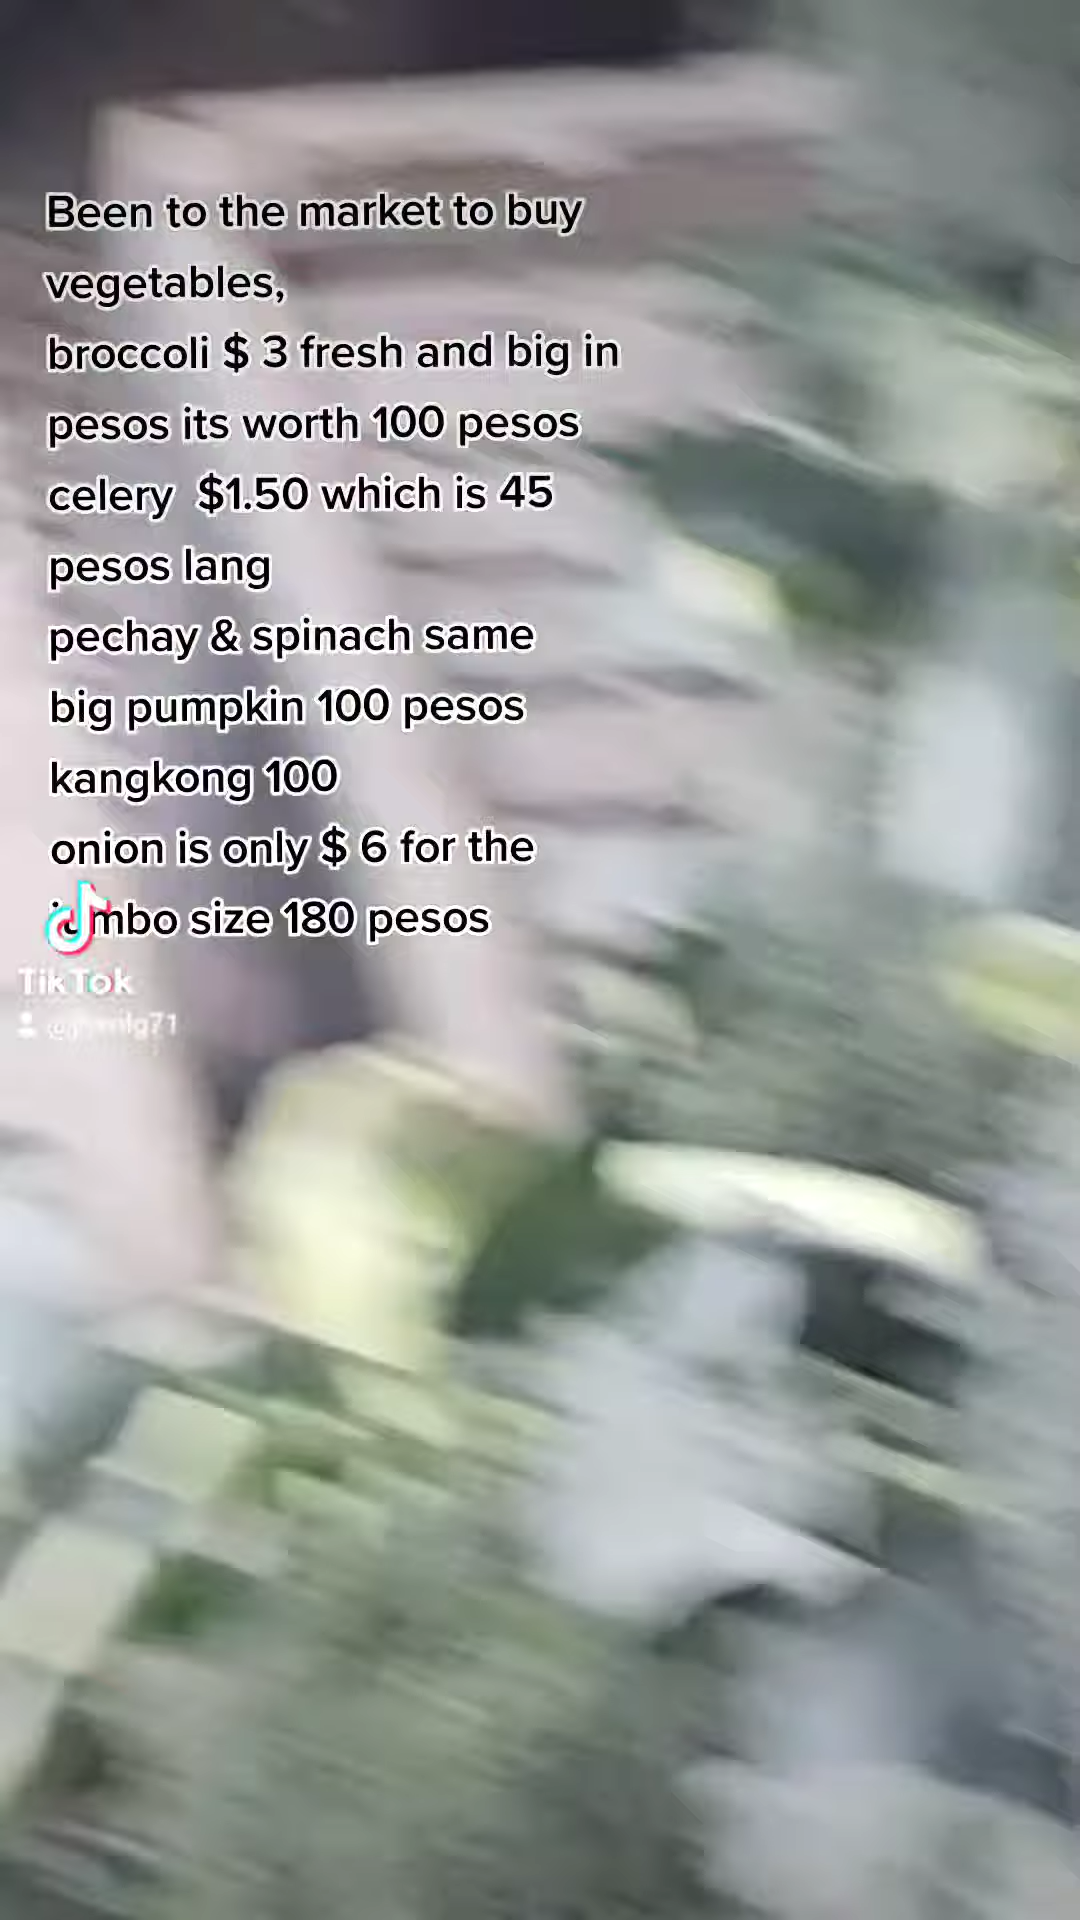 Been to the market to buy
vegetables,
broccoli $ 3 fresh and big in
pesos its worth 100 pesos
celery  $1.50 which is 45
pesos lang
pechay & spinach same
big pumpkin 100 pesos
kangkong 100
onion is only $ 6 for the
jumbo size 180 pesos
TikTok